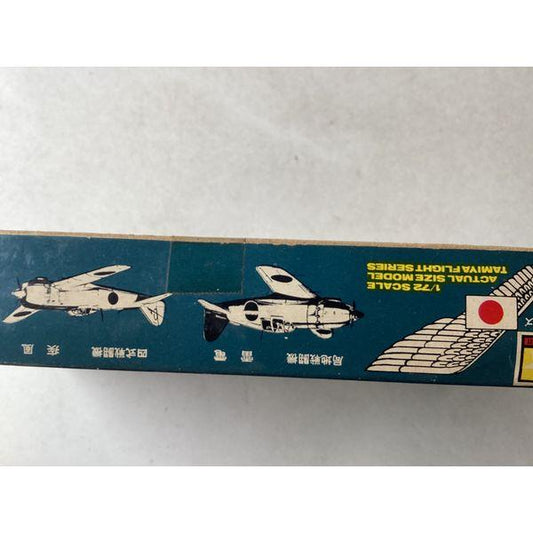 TAMIYA FLIGHT SERIES
ACTUAL SIZE MODEL
1/72 SCALE
局地戦闘機
雷電
四式戦闘機
疾風
ズ